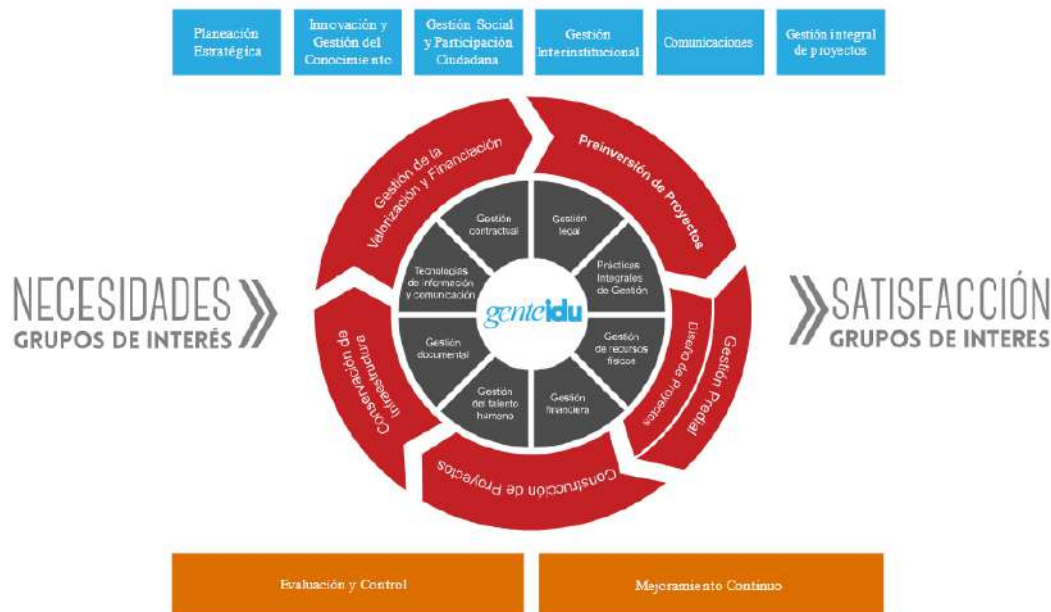 Planeación
Estratégica
Innovación y
Gestión del
Conocimiento
Gestión Social
y Participación
Ciudadana
Gestión
Interinstitucional
Comunicaciones
Gestión integral
de proyectos
Gestión de la
Valorización y Financiación
Preinversión de Proyectos
Gestión
contractual
Gestión
legal
Tecnologías
de información
y comunicación
Prácticas
Integrales
de Gestión
NECESIDADES
GRUPOS DE INTERÉS
genteidu
SATISFACCIÓN
GRUPOS DE INTERES
Gestión
documental
Gestión
de recursos
físicos
Gestión
del talento
humano
Gestión
financiera
Conservación de
Infraestructura
Diseño de Proyectos
Gestión Predial
Construcción de Proyectos
Evaluación y Control
Mejoramiento Continuo